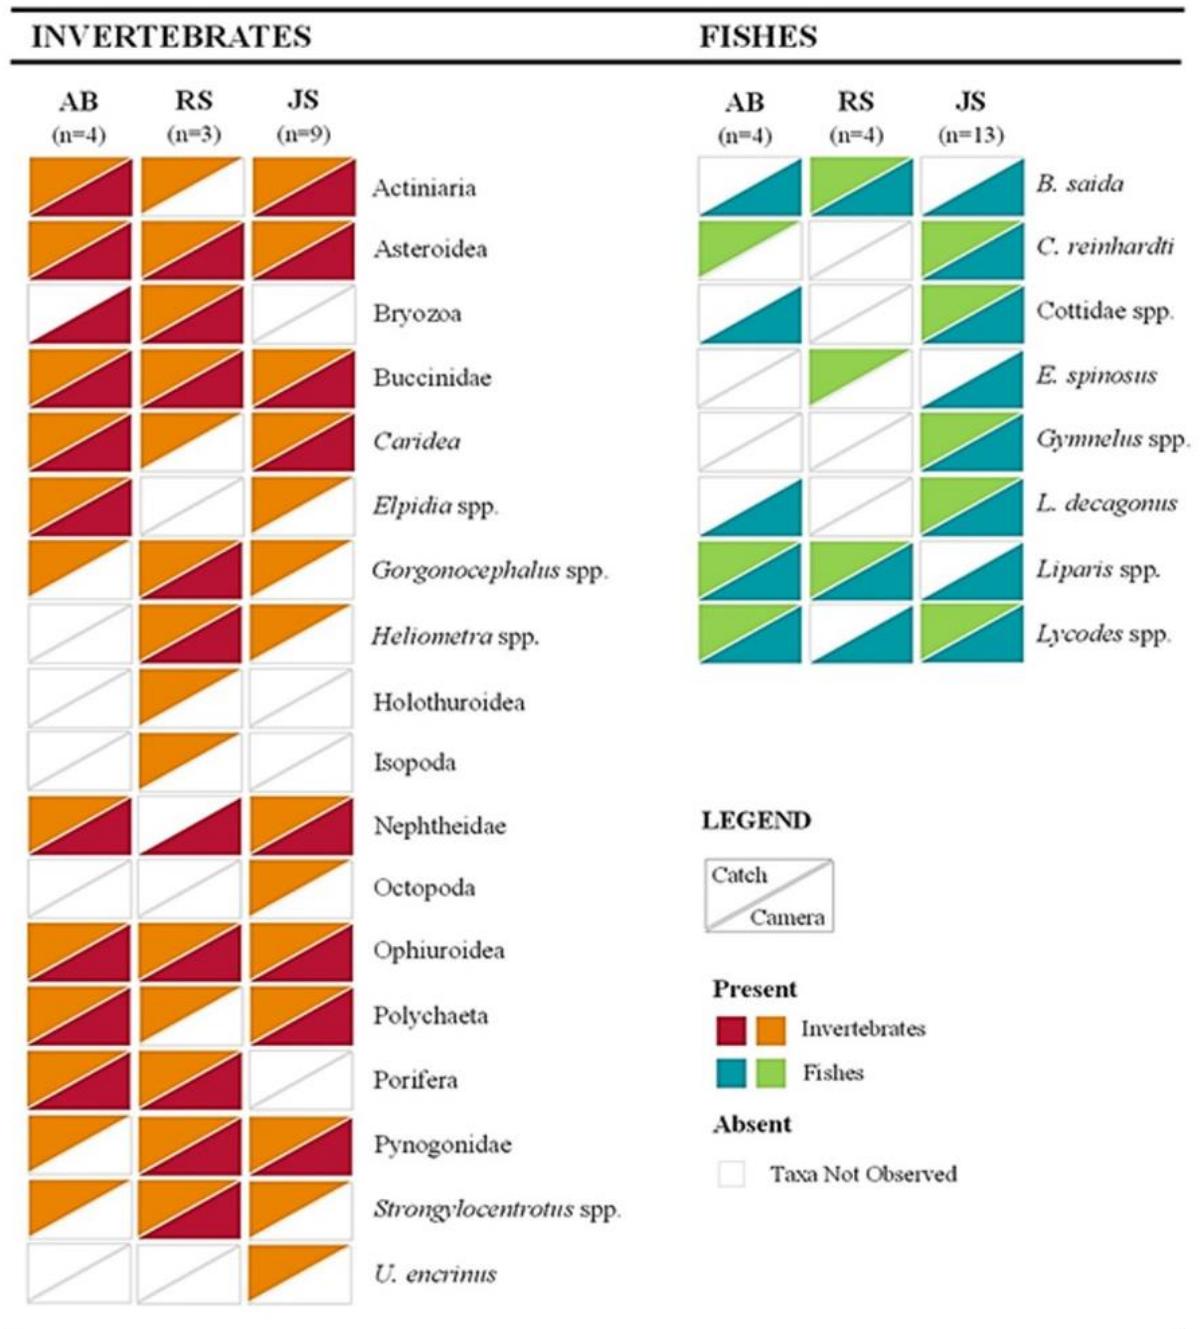 INVERTEBRATES
FISHES
AB RS JS
(n=4) (n=3) (n=9)
Actiniaria
Asteroidea
Bryozoa
Buccinidae
Caridea
Elpidia spp.
Gorgonocephalus spp.
Heliometra spp.
Holothuroidea
Isopoda
Nephtheidae
Octopoda
Ophiuroidea
Polychaeta
Porifera
Pynogonidae
Strongylocentrotus spp.
U. encrinus
AB RS JS
(n=4) (n=4) (n=13)
B. saida
C. reinhardti
Cottidae spp.
E. spinosus
Gymnelus spp.
L. decagonus
Liparis spp.
Lycodes spp.
LEGEND
Catch
Camera
Present
Invertebrates
Fishes
Absent
Taxa Not Observed